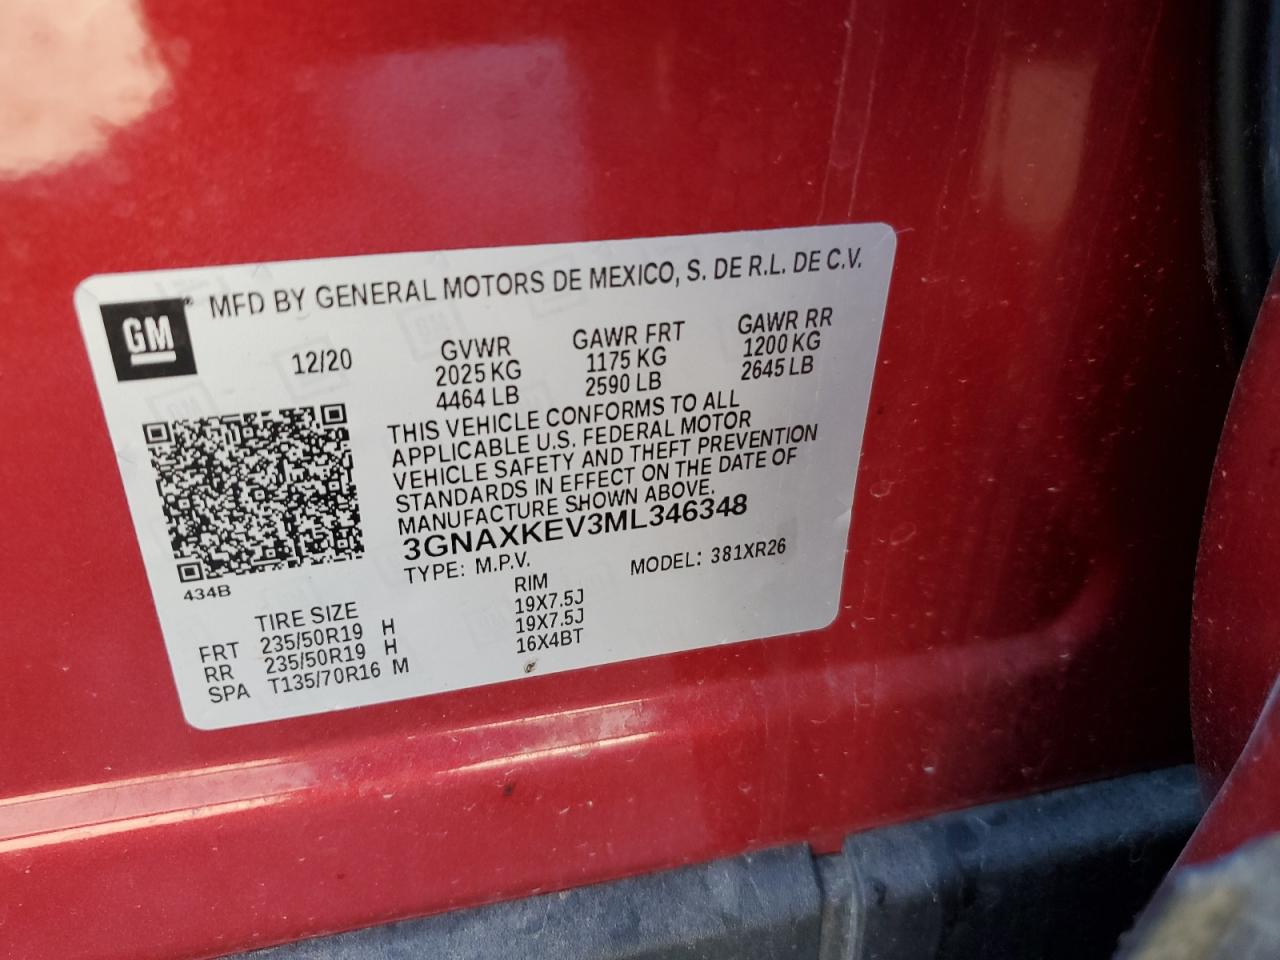 MFD BY GENERAL MOTORS DE MEXICO, S. DE R.L. DE C.V.
GM®
12/20
GVWR GAWR FRT GAWR RR
2025 KG 1175 KG 1200 KG
4464 LB 2590 LB 2645 LB
THIS VEHICLE CONFORMS TO ALL
APPLICABLE U.S. FEDERAL MOTOR
VEHICLE SAFETY AND THEFT PREVENTION
STANDARDS IN EFFECT ON THE DATE OF
MANUFACTURE SHOWN ABOVE.
3GNAXKEV3ML346348
TYPE: M.P.V. MODEL: 381XR26
434B
TIRE SIZE RIM
FRT 235/50R19 H 19X7.5J
RR 235/50R19 H 19X7.5J
SPA T135/70R16 M 16X4BT